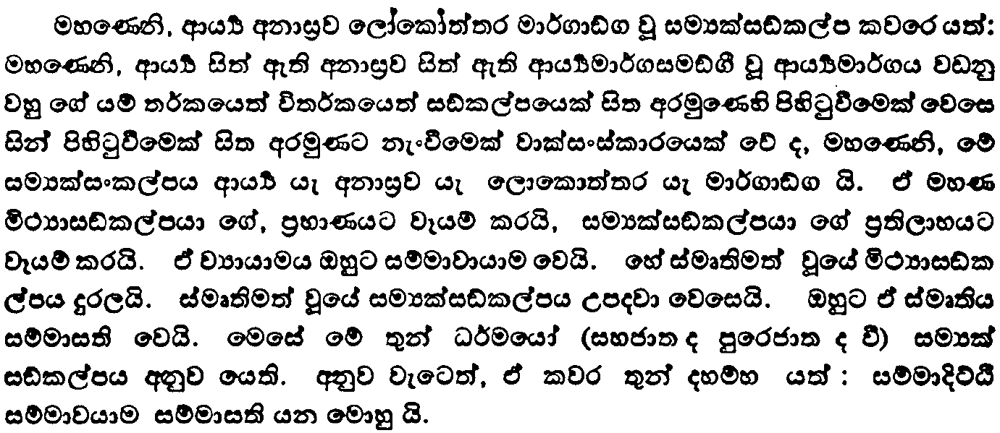 මහණෙනි, ආර්‍ය්‍ය අනාස්‍රව ලෝකෝත්තර මාර්ගාඞ්ග වූ සම්‍යක්සඞ්කල්ප කවරෙ යත්:
මහණෙනි, ආර්‍ය්‍ය සිත් ඇති අනාස්‍රව සිත් ඇති ආර්‍ය්‍යමාර්ගසමඞ්ගී වූ ආර්‍ය්‍යමාර්ගය වඩනු
වහු ගේ යම් තර්කයෙත් විතර්කයෙත් සඞ්කල්පයෙක් සිත අරමුණෙහි පිහිටුවීමෙක් වෙසෙ
සින් පිහිටුවීමෙක් සිත අරමුණට නැංවීමෙක් වාක්සංස්කාරයෙක් වේ ද, මහණෙනි, මේ
සම්‍යක්සංකල්පය ආර්‍ය්‍ය යැ අනාස්‍රව යැ ලොකොත්තර යැ මාර්ගාඞ්ග යි. ඒ මහණ
මිථ්‍යාසඞ්කල්පයා ගේ, ප්‍රහාණයට වෑයම් කරයි, සම්‍යක්සඞ්කල්පයා ගේ ප්‍රතිලාභයට
වෑයම් කරයි. ඒ ව්‍යායාමය ඔහුට සම්මාවායාම වෙයි. හේ ස්මෘතිමත් වූයේ මිථ්‍යාසඞ්ක
ල්පය දුරලයි. ස්මෘතිමත් වූයේ සම්‍යක්සඞ්කල්පය උපදවා වෙසෙයි. ඔහුට ඒ ස්මෘතිය
සම්මාසති වෙයි. මෙසේ මේ තුන් ධර්මයෝ (සහජාත ද පුරෙජාත ද වී) සම්‍යක්
සඞ්කල්පය අනුව යෙති. අනුව වැටෙත්, ඒ කවර තුන් දහම්හ යත් : සම්මාදිට්ඨි
සම්මාවයාම සම්මාසති යන මොහු යි.